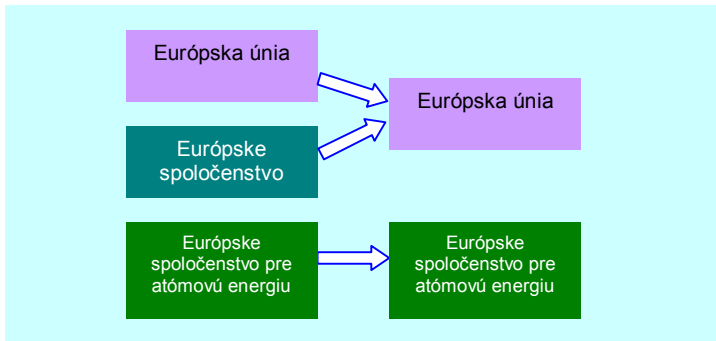 Európska únia
Európska únia
Európske
spoločenstvo
Európske
spoločenstvo pre
atómovú energiu
Európske
spoločenstvo pre
atómovú energiu